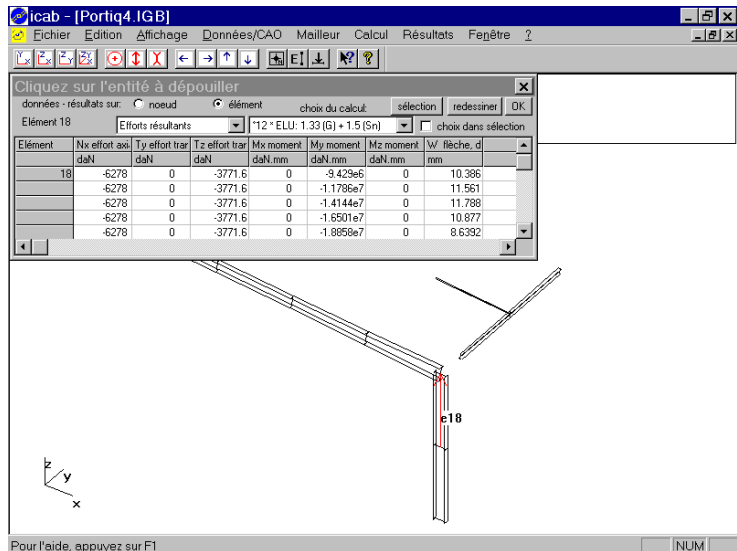 icab - [Portiq4.IGB]
Fichier Edition Affichage Données/CAO Mailleur Calcul Résultats Fenêtre ?
Cliquez sur l'entité à dépouiller
données - résultats sur: noeud élément choix du calcul: sélection redessiner OK
Elément 18 Efforts résultants *12 * ELU: 1.33 (G) + 1.5 (Sn) choix dans sélection
Elément Nx effort axi Ty effort trar Tz effort trar Mx moment My moment Mz moment W flèche, d
daN daN daN daN.mm daN.mm daN.mm mm
18 -6278 0 -3771.6 0 -9.429e6 0 10.386
-6278 0 -3771.6 0 -1.1786e7 0 11.561
-6278 0 -3771.6 0 -1.4144e7 0 11.788
-6278 0 -3771.6 0 -1.6501e7 0 10.877
-6278 0 -3771.6 0 -1.8858e7 0 8.6392
e18
z
y
x
Pour l'aide, appuyez sur F1 NUM